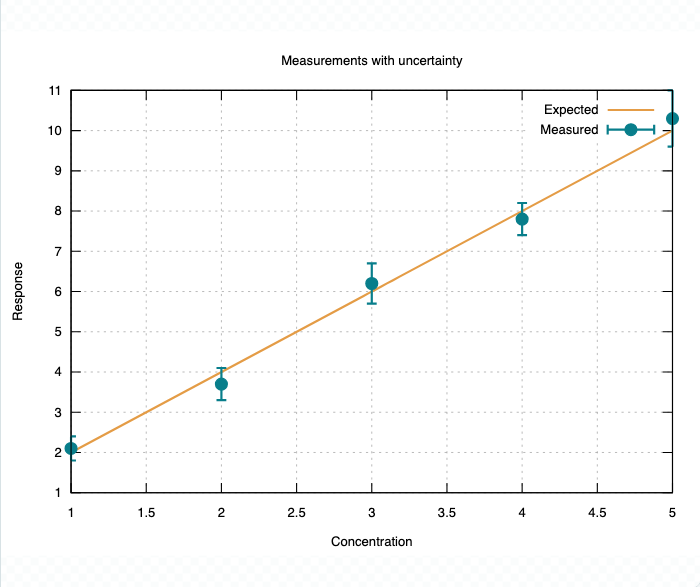 Measurements with uncertainty
11
10
9
8
7
6
5
4
3
2
1
Response
Expected
Measured
1 1.5 2 2.5 3 3.5 4 4.5 5
Concentration